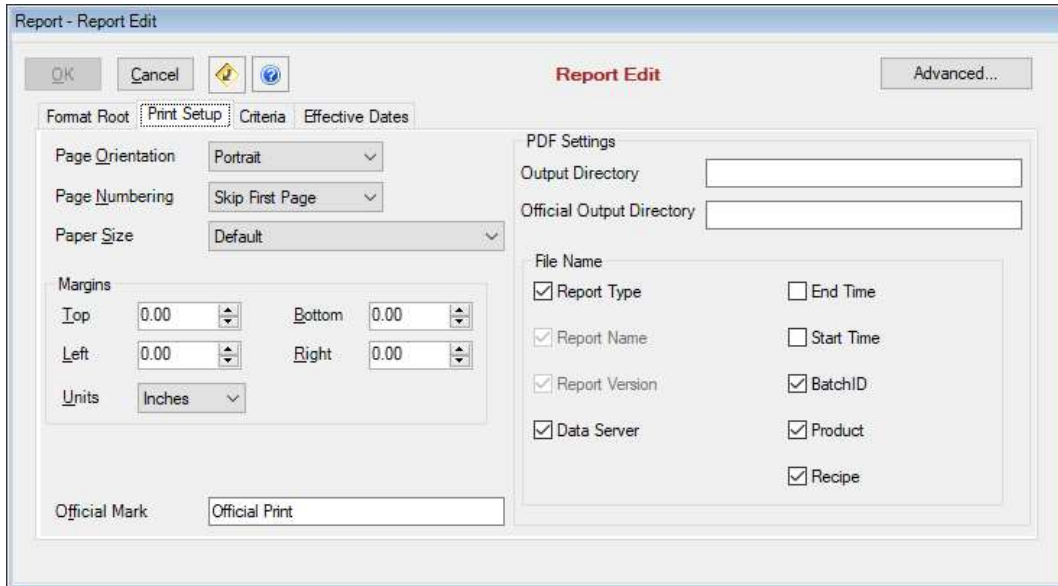 Report - Report Edit
OK
Cancel
Report Edit
Advanced...
Format Root
Print Setup
Criteria
Effective Dates
Page Orientation
Portrait
Page Numbering
Skip First Page
Paper Size
Default
Margins
Top
0.00
Bottom
0.00
Left
0.00
Right
0.00
Units
Inches
Official Mark
Official Print
PDF Settings
Output Directory
Official Output Directory
File Name
Report Type
End Time
Report Name
Start Time
Report Version
BatchID
Data Server
Product
Recipe